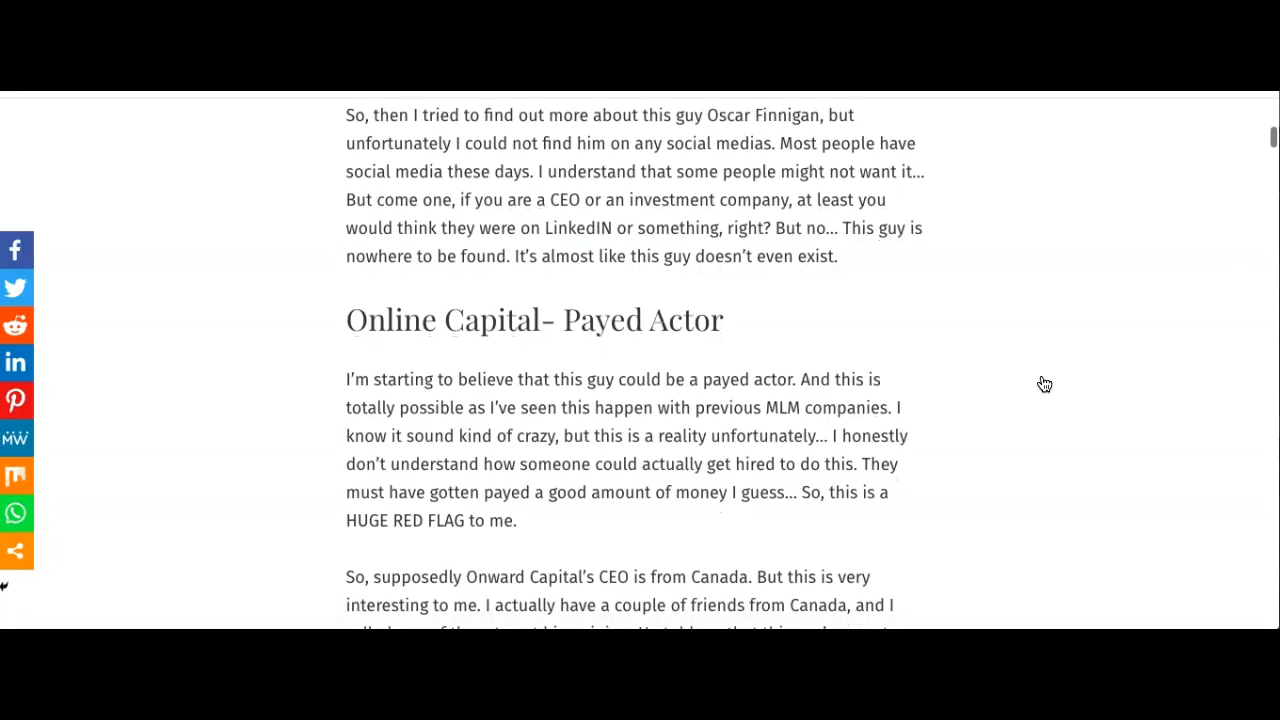 So, then I tried to find out more about this guy Oscar Finnigan, but
unfortunately I could not find him on any social medias. Most people have
social media these days. I understand that some people might not want it...
But come one, if you are a CEO or an investment company, at least you
would think they were on LinkedIN or something, right? But no... This guy is
nowhere to be found. It's almost like this guy doesn't even exist.
Online Capital- Payed Actor
I'm starting to believe that this guy could be a payed actor. And this is
totally possible as I've seen this happen with previous MLM companies. I
know it sound kind of crazy, but this is a reality unfortunately... I honestly
don't understand how someone could actually get hired to do this. They
must have gotten payed a good amount of money I guess... So, this is a
HUGE RED FLAG to me.
So, supposedly Onward Capital's CEO is from Canada. But this is very
interesting to me. I actually have a couple of friends from Canada, and I
MW